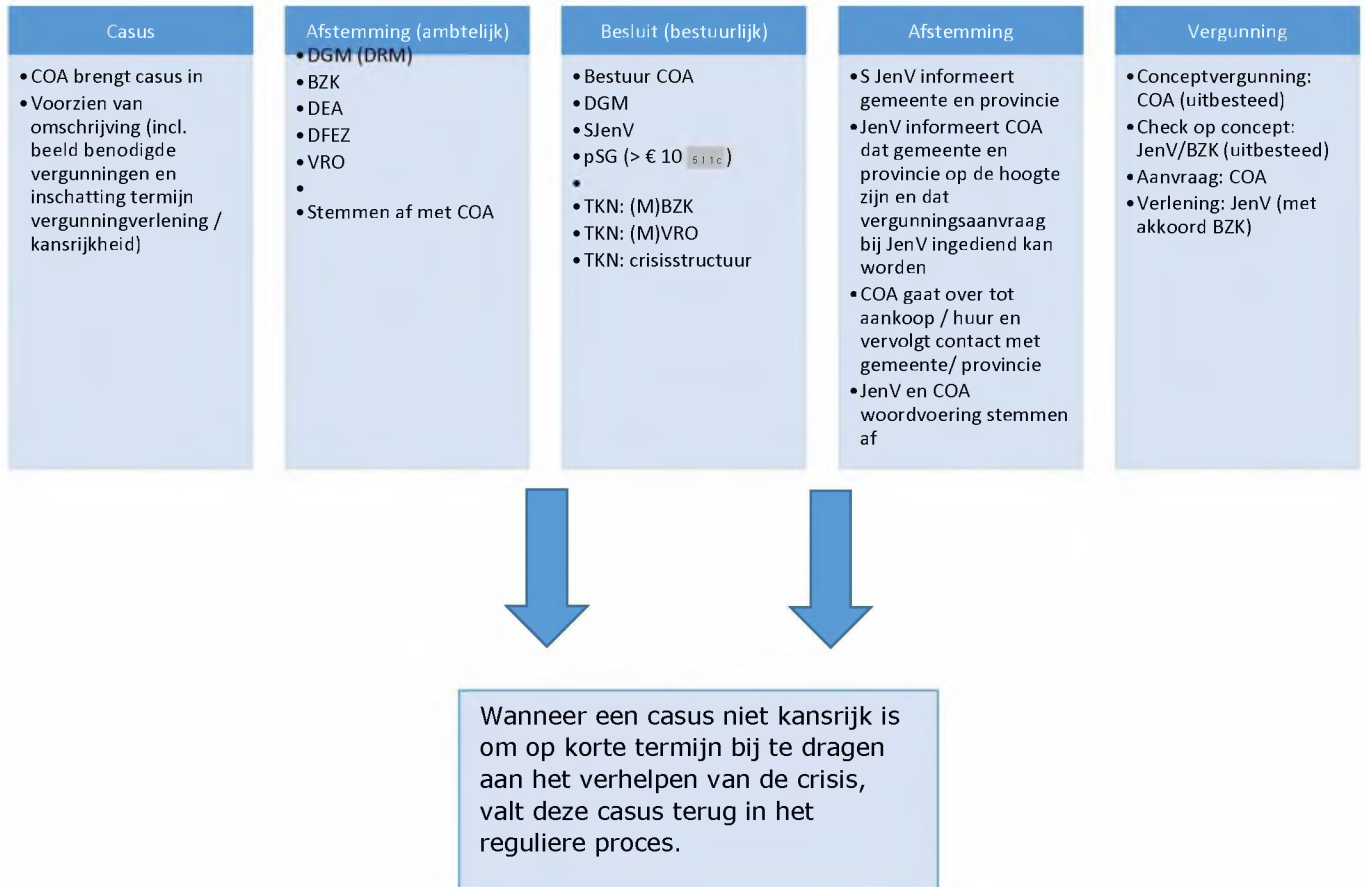 Casus
• COA brengt casus in
• Voorzien van
omschrijving (incl.
beeld benodigde
vergunningen en
inschatting termijn
vergunningverlening /
kansrijkheid)
Afstemming (ambtelijk)
• DGM (DRM)
• BZK
• DEA
• DFEZ
• VRO
•
• Stemmen af met COA
Besluit (bestuurlijk)
• Bestuur COA
• DGM
• SJenV
• pSG (> € 10 5.1.1c)
•
• TKN: (M)BZK
• TKN: (M)VRO
• TKN: crisisstructuur
Afstemming
• S JenV informeert
gemeente en provincie
• JenV informeert COA
dat gemeente en
provincie op de hoogte
zijn en dat
vergunningsaanvraag
bij JenV ingediend kan
worden
• COA gaat over tot
aankoop / huur en
vervolgt contact met
gemeente/ provincie
• JenV en COA
woordvoering stemmen
af
Vergunning
• Conceptvergunning:
COA (uitbesteed)
• Check op concept:
JenV/BZK (uitbesteed)
• Aanvraag: COA
• Verlening: JenV (met
akkoord BZK)
Wanneer een casus niet kansrijk is
om op korte termijn bij te dragen
aan het verhelpen van de crisis,
valt deze casus terug in het
reguliere proces.